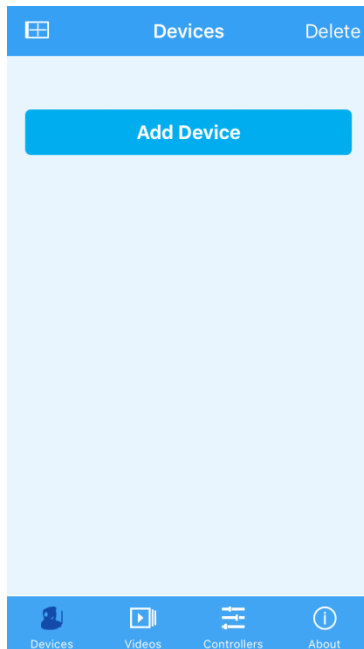 Devices
Delete
Add Device
Devices
Videos
Controllers
About